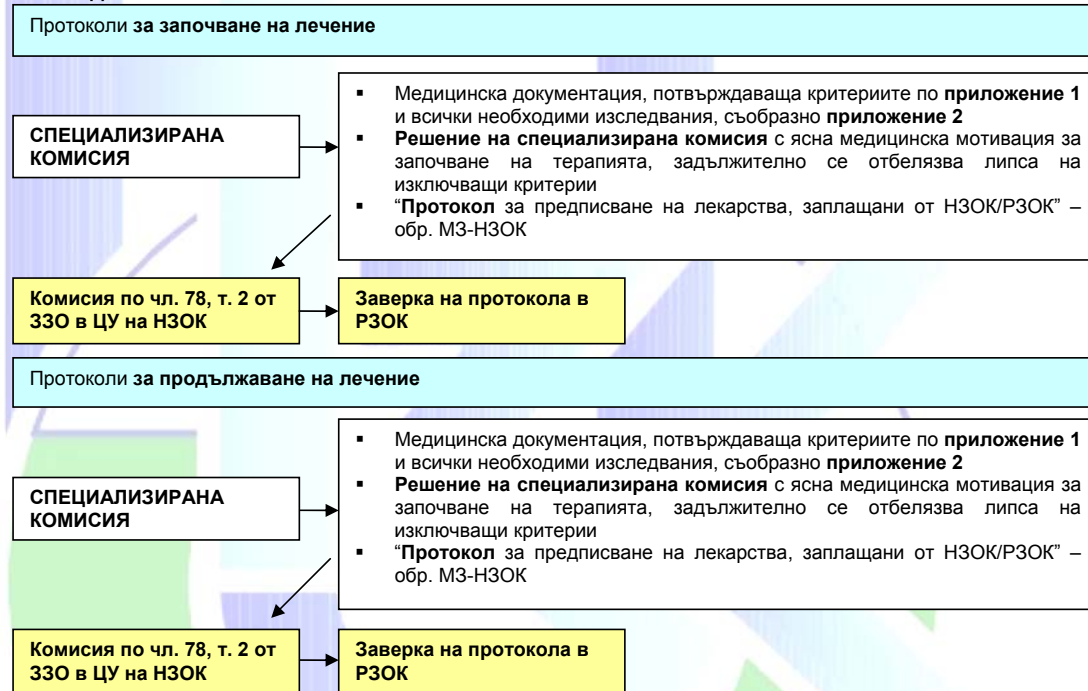 Протоколи за започване на лечение
СПЕЦИАЛИЗИРАНА
КОМИСИЯ
▪ Медицинска документация, потвърждаваща критериите по приложение 1
и всички необходими изследвания, съобразно приложение 2
▪ Решение на специализирана комисия с ясна медицинска мотивация за
започване на терапията, задължително се отбелязва липса на
изключващи критерии
▪ “Протокол за предписване на лекарства, заплащани от НЗОК/РЗОК” –
обр. МЗ-НЗОК
Комисия по чл. 78, т. 2 от
ЗЗО в ЦУ на НЗОК
Заверка на протокола в
РЗОК
Протоколи за продължаване на лечение
СПЕЦИАЛИЗИРАНА
КОМИСИЯ
▪ Медицинска документация, потвърждаваща критериите по приложение 1
и всички необходими изследвания, съобразно приложение 2
▪ Решение на специализирана комисия с ясна медицинска мотивация за
започване на терапията, задължително се отбелязва липса на
изключващи критерии
▪ “Протокол за предписване на лекарства, заплащани от НЗОК/РЗОК” –
обр. МЗ-НЗОК
Комисия по чл. 78, т. 2 от
ЗЗО в ЦУ на НЗОК
Заверка на протокола в
РЗОК